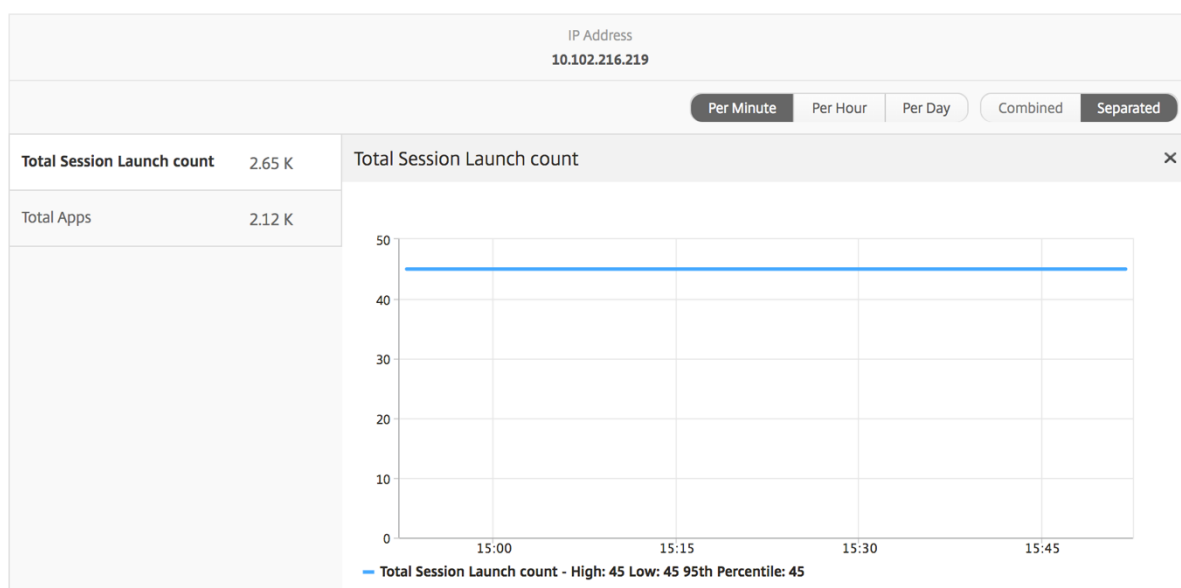 IP Address
10.102.216.219
Per Minute Per Hour Per Day Combined Separated
Total Session Launch count 2.65 K
Total Apps 2.12 K
Total Session Launch count ×
50
40
30
20
10
0
15:00 15:15 15:30 15:45
Total Session Launch count - High: 45 Low: 45 95th Percentile: 45